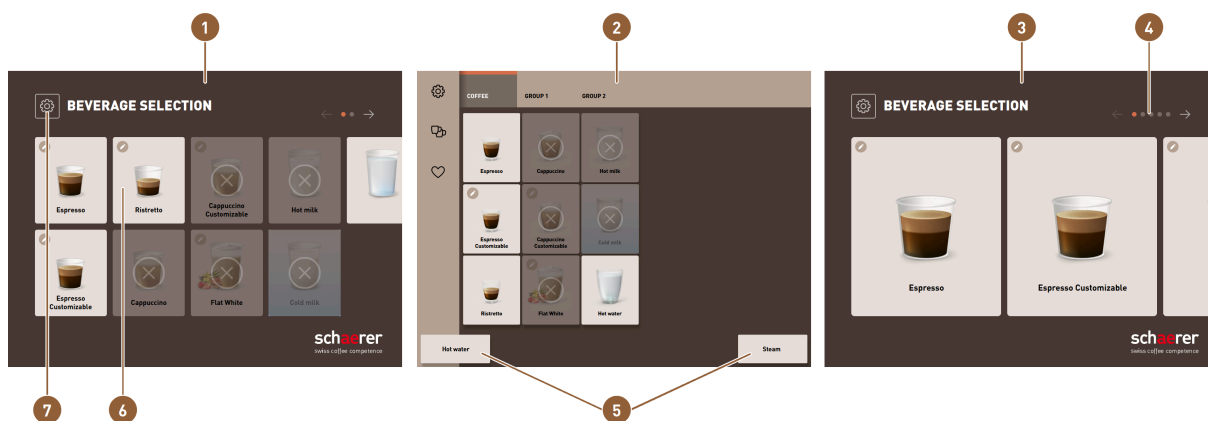 1
2
3
4
BEVERAGE SELECTION
Espresso
Ristretto
Cappuccino
Customizable
Hot milk
Espresso
Customizable
Cappuccino
Flat White
Cold milk
schaerer
swiss coffee competence
COFFEE
GROUP 1
GROUP 2
Espresso
Cappuccino
Hot milk
Espresso
Customizable
Cappuccino
Customizable
Cold milk
Ristretto
Flat White
Hot water
Hot water
Steam
BEVERAGE SELECTION
Espresso
Espresso Customizable
schaerer
swiss coffee competence
7
6
5